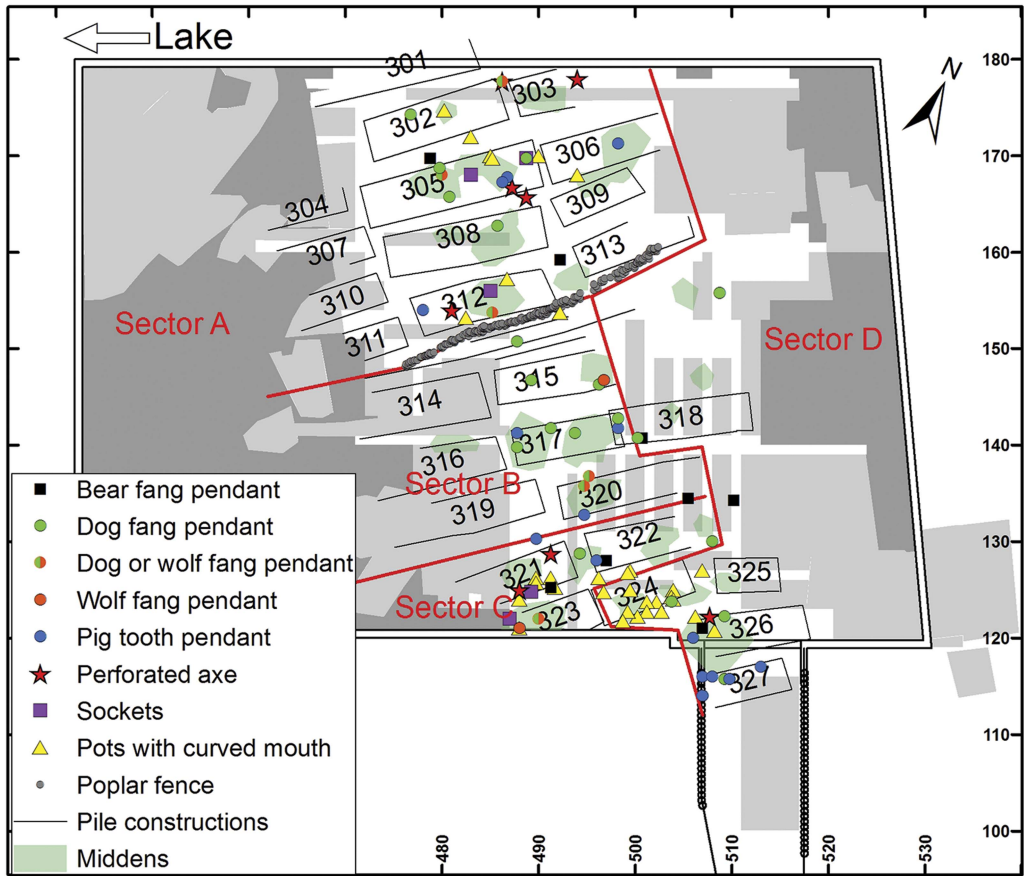 Lake
N
180
170
160
150
140
130
120
110
100
301
303
302
306
305
309
304
308
313
307
310
312
Sector A
Sector D
311
315
314
318
317
316
Sector B
320
319
322
321
325
324
Sector C
323
326
327
Bear fang pendant
Dog fang pendant
Dog or wolf fang pendant
Wolf fang pendant
Pig tooth pendant
Perforated axe
Sockets
Pots with curved mouth
Poplar fence
Pile constructions
Middens
480
490
500
510
520
530